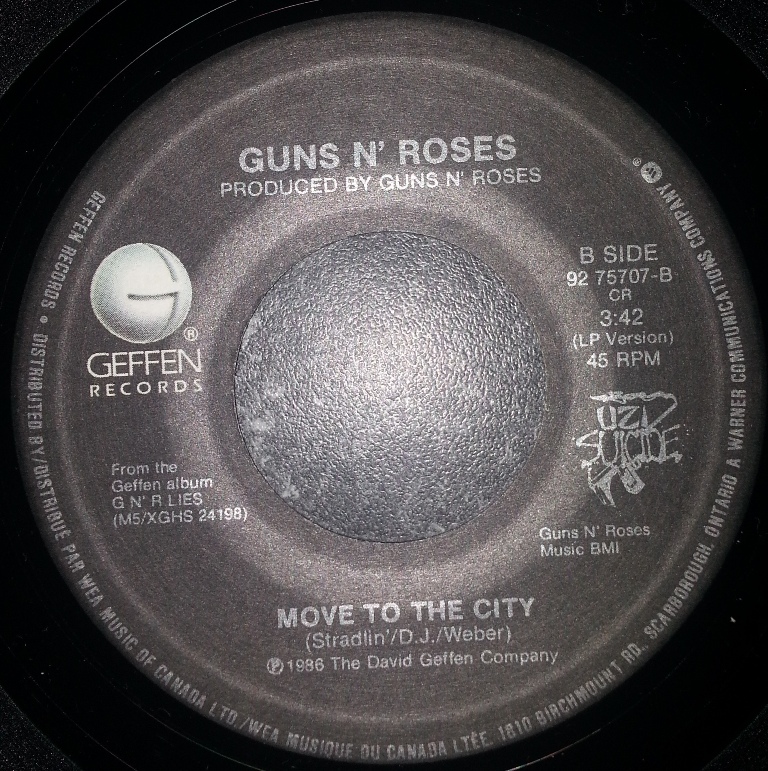 GUNS N' ROSES
PRODUCED BY GUNS N' ROSES
GEFFEN®
RECORDS
B SIDE
92 75707-B
CR
3:42
(LP Version)
45 RPM
UZI
SUICIDE
From the
Geffen album
G N' R LIES
(M5/XGHS 24198)
Guns N' Roses
Music BMI
MOVE TO THE CITY
(Stradlin'/D.J./Weber)
℗1986 The David Geffen Company
GEFFEN RECORDS • DISTRIBUTED BY/DISTRIBUÉ PAR WEA MUSIC OF CANADA LTD/WEA MUSIQUE DU CANADA LTÉE. 1810 BIRCHMOUNT RD., SCARBOROUGH, ONTARIO A WARNER COMMUNICATIONS COMPANY